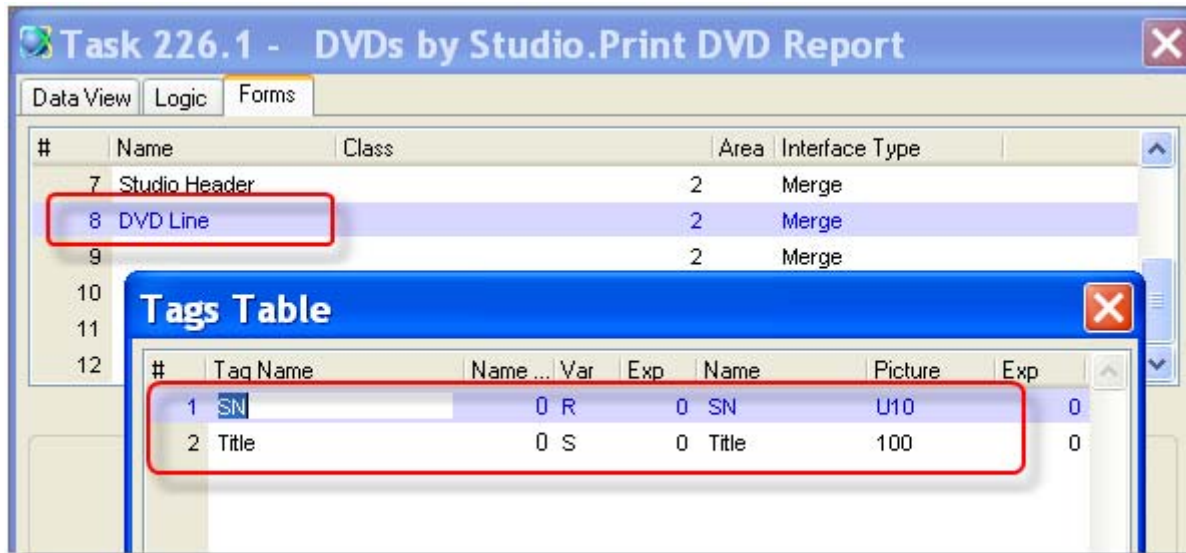 Task 226.1 - DVDs by Studio.Print DVD Report
Data View Logic Forms
# Name Class Area Interface Type
7 Studio Header 2 Merge
8 DVD Line 2 Merge
9 2 Merge
10
11
12
Tags Table
# Tag Name Name ... Var Exp Name Picture Exp
1 SN 0 R 0 SN U10 0
2 Title 0 S 0 Title 100 0